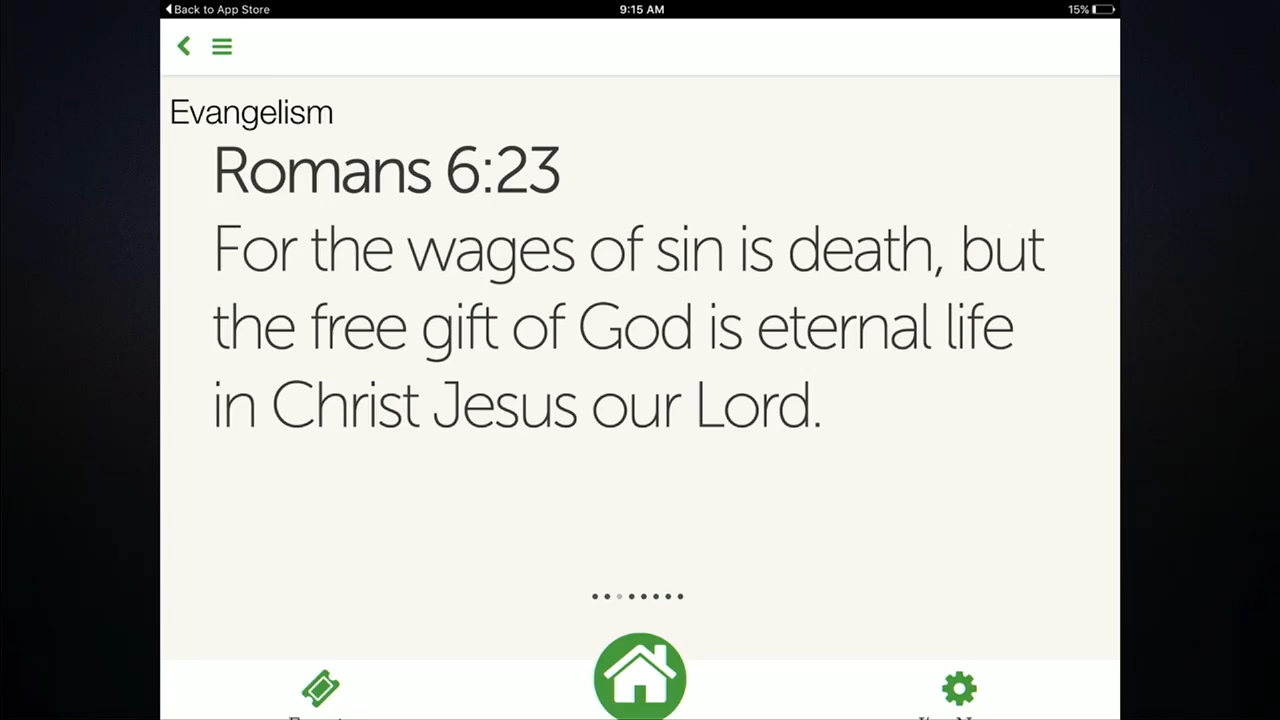 Back to App Store
9:15 AM
15%
Evangelism
Romans 6:23
For the wages of sin is death, but
the free gift of God is eternal life
in Christ Jesus our Lord.